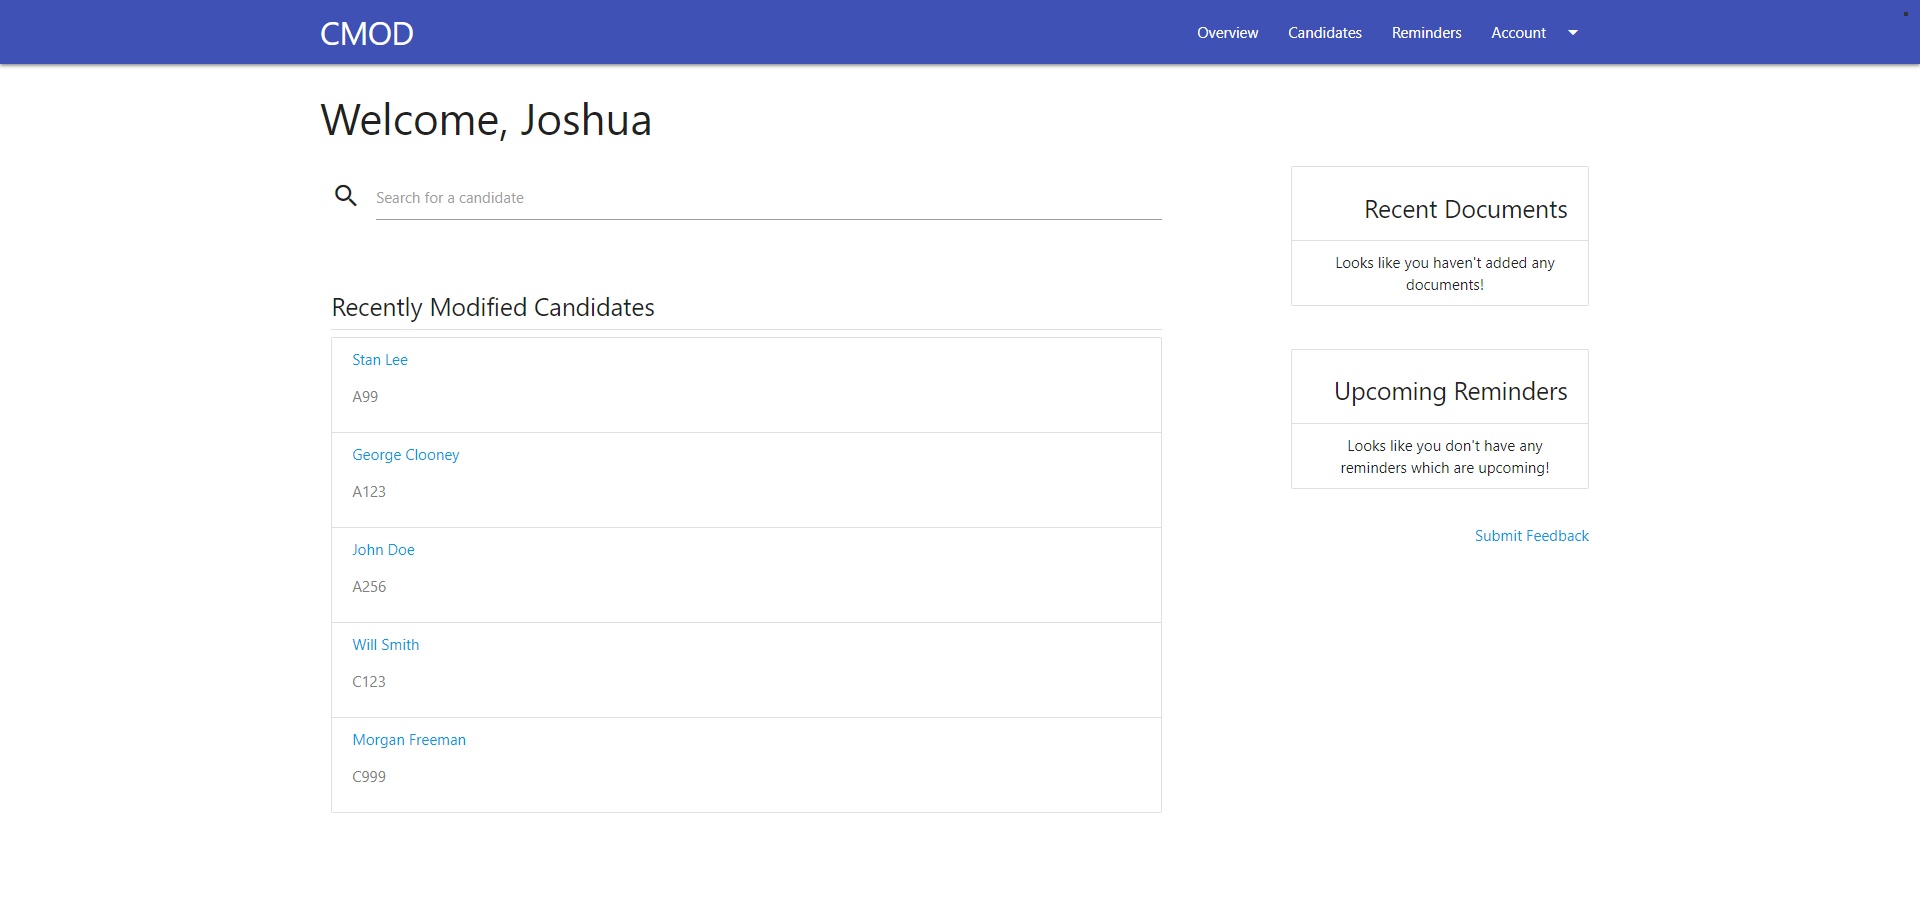 CMOD
Overview Candidates Reminders Account
Welcome, Joshua
Search for a candidate
Recently Modified Candidates
Stan Lee
A99
George Clooney
A123
John Doe
A256
Will Smith
C123
Morgan Freeman
C999
Recent Documents
Looks like you haven't added any
documents!
Upcoming Reminders
Looks like you don't have any
reminders which are upcoming!
Submit Feedback